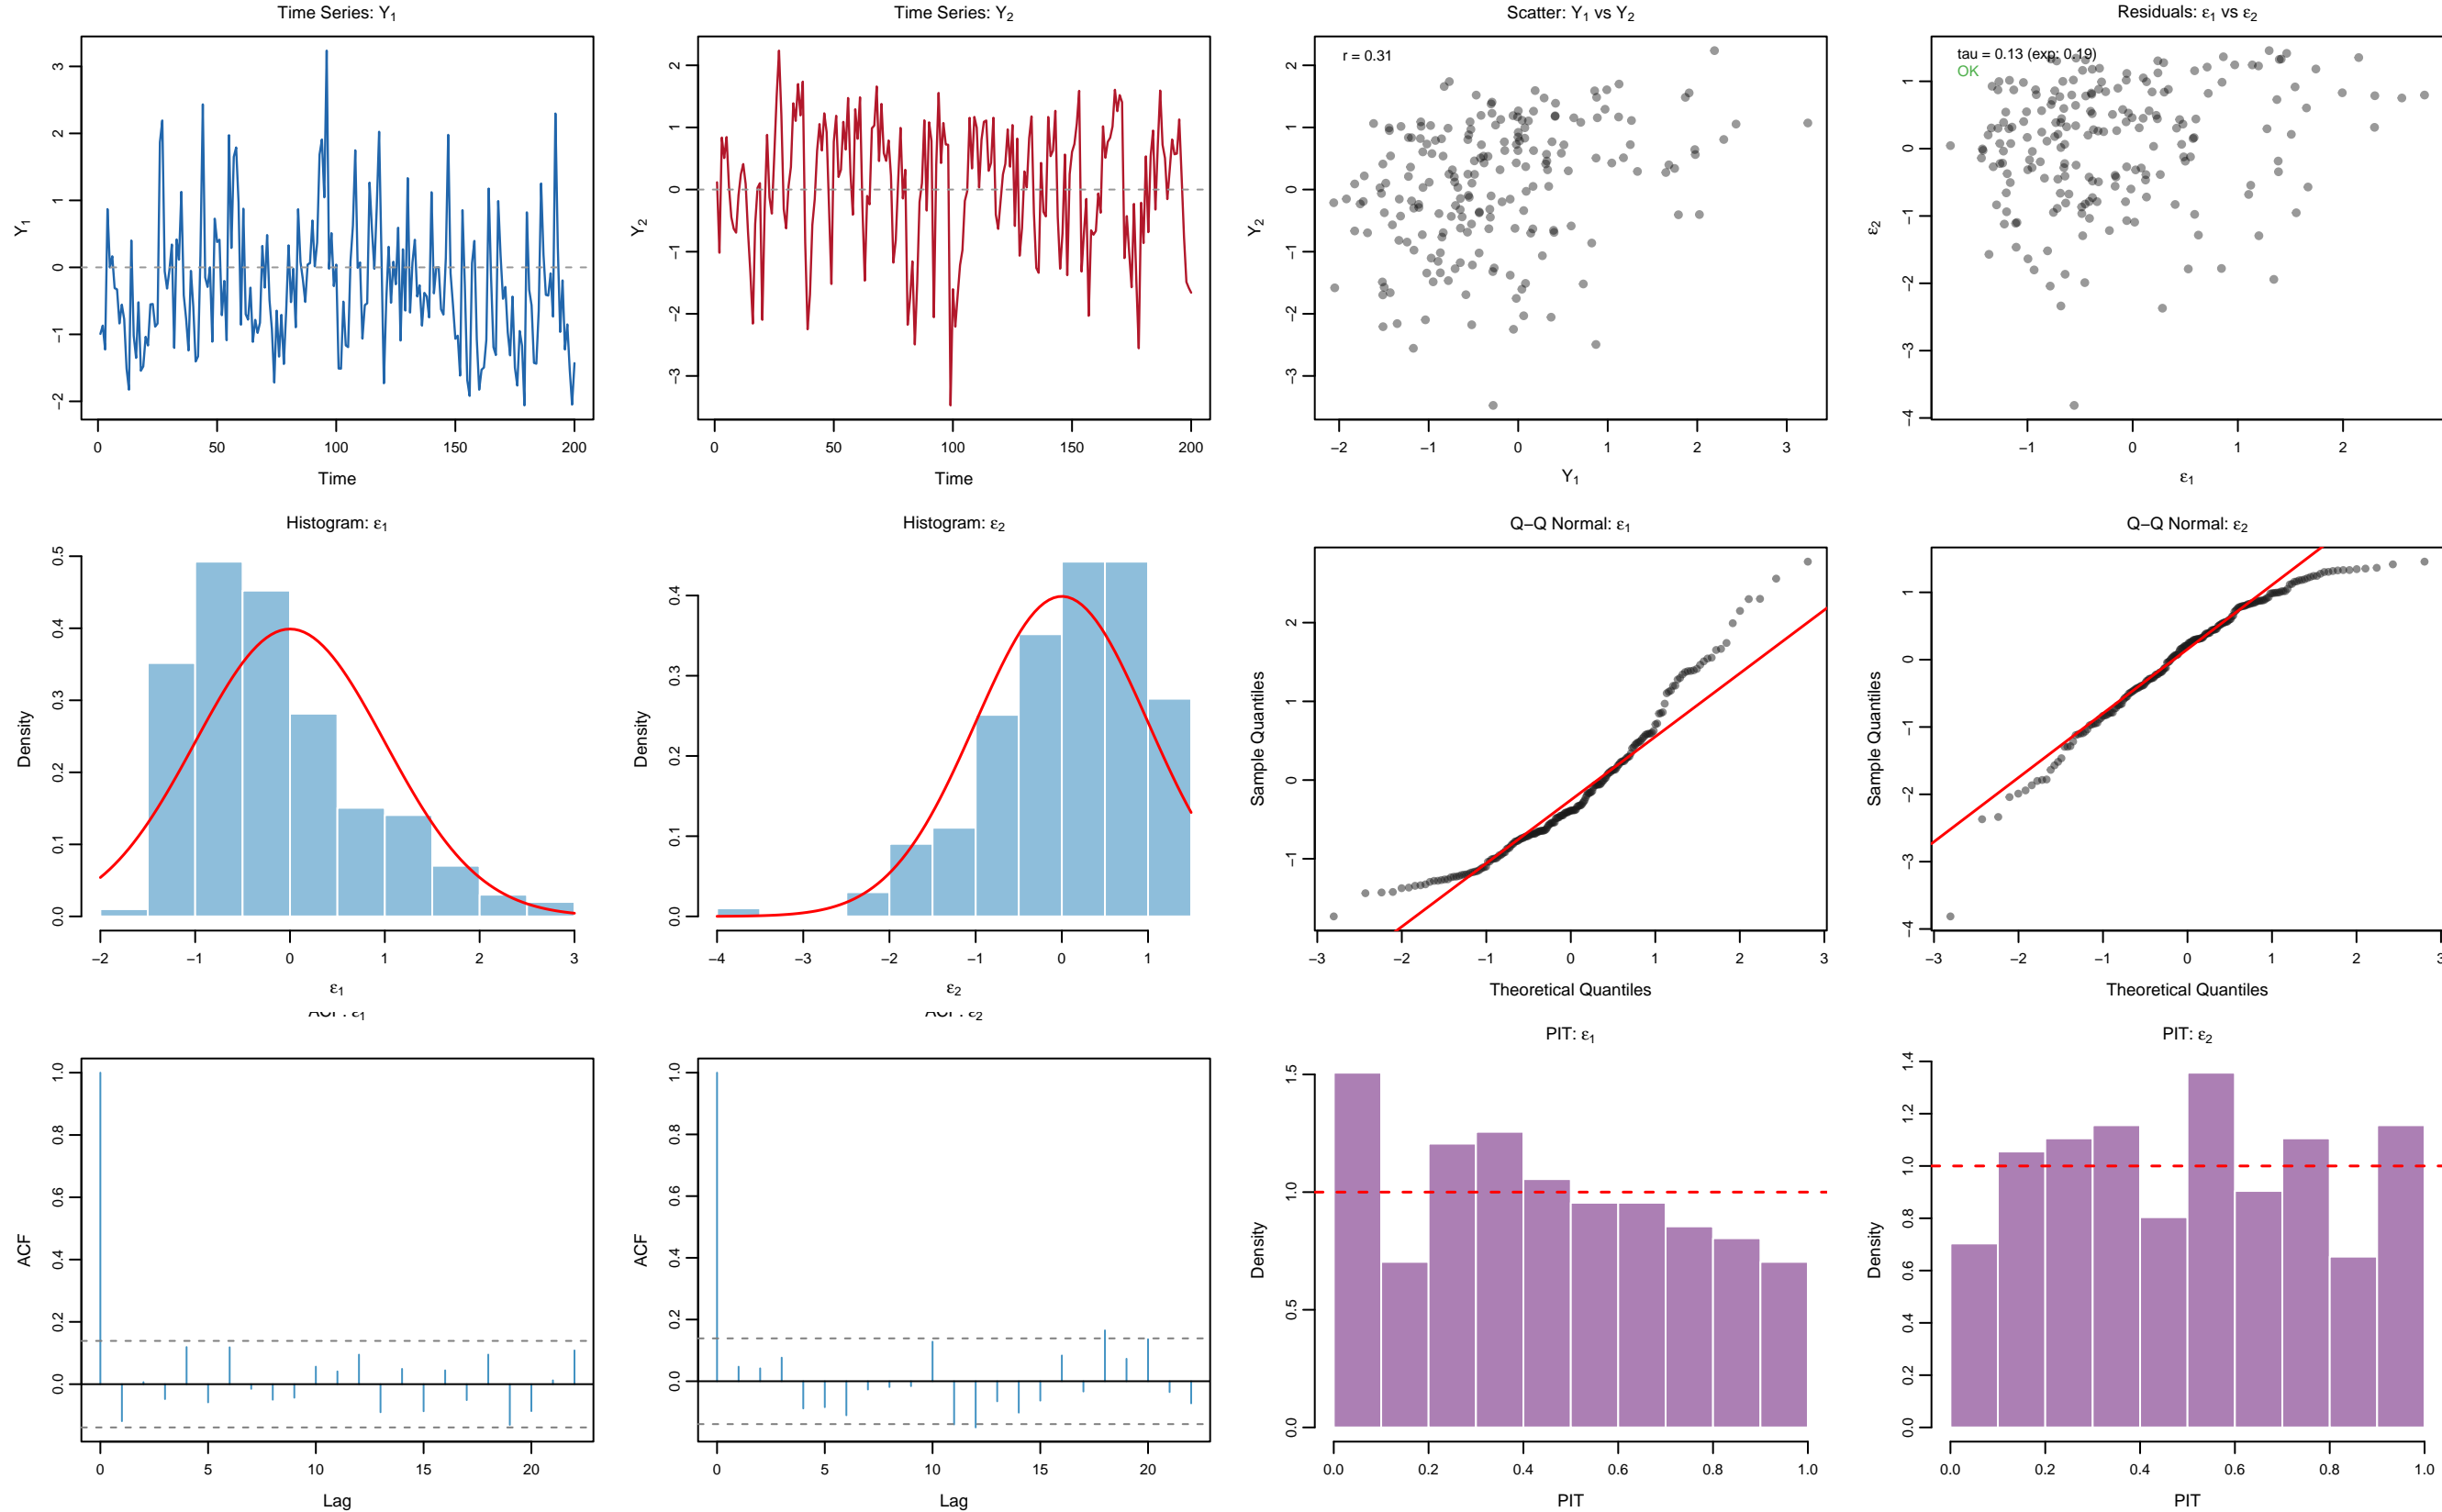 Time Series: Y₁
Y₁
3
2
1
0
−1
−2
0 50 100 150 200
Time
Time Series: Y₂
Y₂
2
1
0
−1
−2
−3
0 50 100 150 200
Time
Scatter: Y₁ vs Y₂
r = 0.31
Y₂
2
1
0
−1
−2
−3
−2 −1 0 1 2 3
Y₁
Residuals: ε₁ vs ε₂
tau = 0.13 (exp: 0.19)
OK
ε₂
1
0
−1
−2
−3
−4
−1 0 1 2
ε₁
Histogram: ε₁
Density
0.5
0.4
0.3
0.2
0.1
0.0
−2 −1 0 1 2 3
ε₁
Histogram: ε₂
Density
0.4
0.3
0.2
0.1
0.0
−4 −3 −2 −1 0 1
ε₂
Q−Q Normal: ε₁
Sample Quantiles
2
1
0
−1
−3 −2 −1 0 1 2 3
Theoretical Quantiles
Q−Q Normal: ε₂
Sample Quantiles
1
0
−1
−2
−3
−4
−3 −2 −1 0 1 2 3
Theoretical Quantiles
ACF: ε₁
ACF
1.0
0.8
0.6
0.4
0.2
0.0
0 5 10 15 20
Lag
ACF: ε₂
ACF
1.0
0.8
0.6
0.4
0.2
0.0
0 5 10 15 20
Lag
PIT: ε₁
Density
1.5
1.0
0.5
0.0
0.0 0.2 0.4 0.6 0.8 1.0
PIT
PIT: ε₂
Density
1.4
1.2
1.0
0.8
0.6
0.4
0.2
0.0
0.0 0.2 0.4 0.6 0.8 1.0
PIT